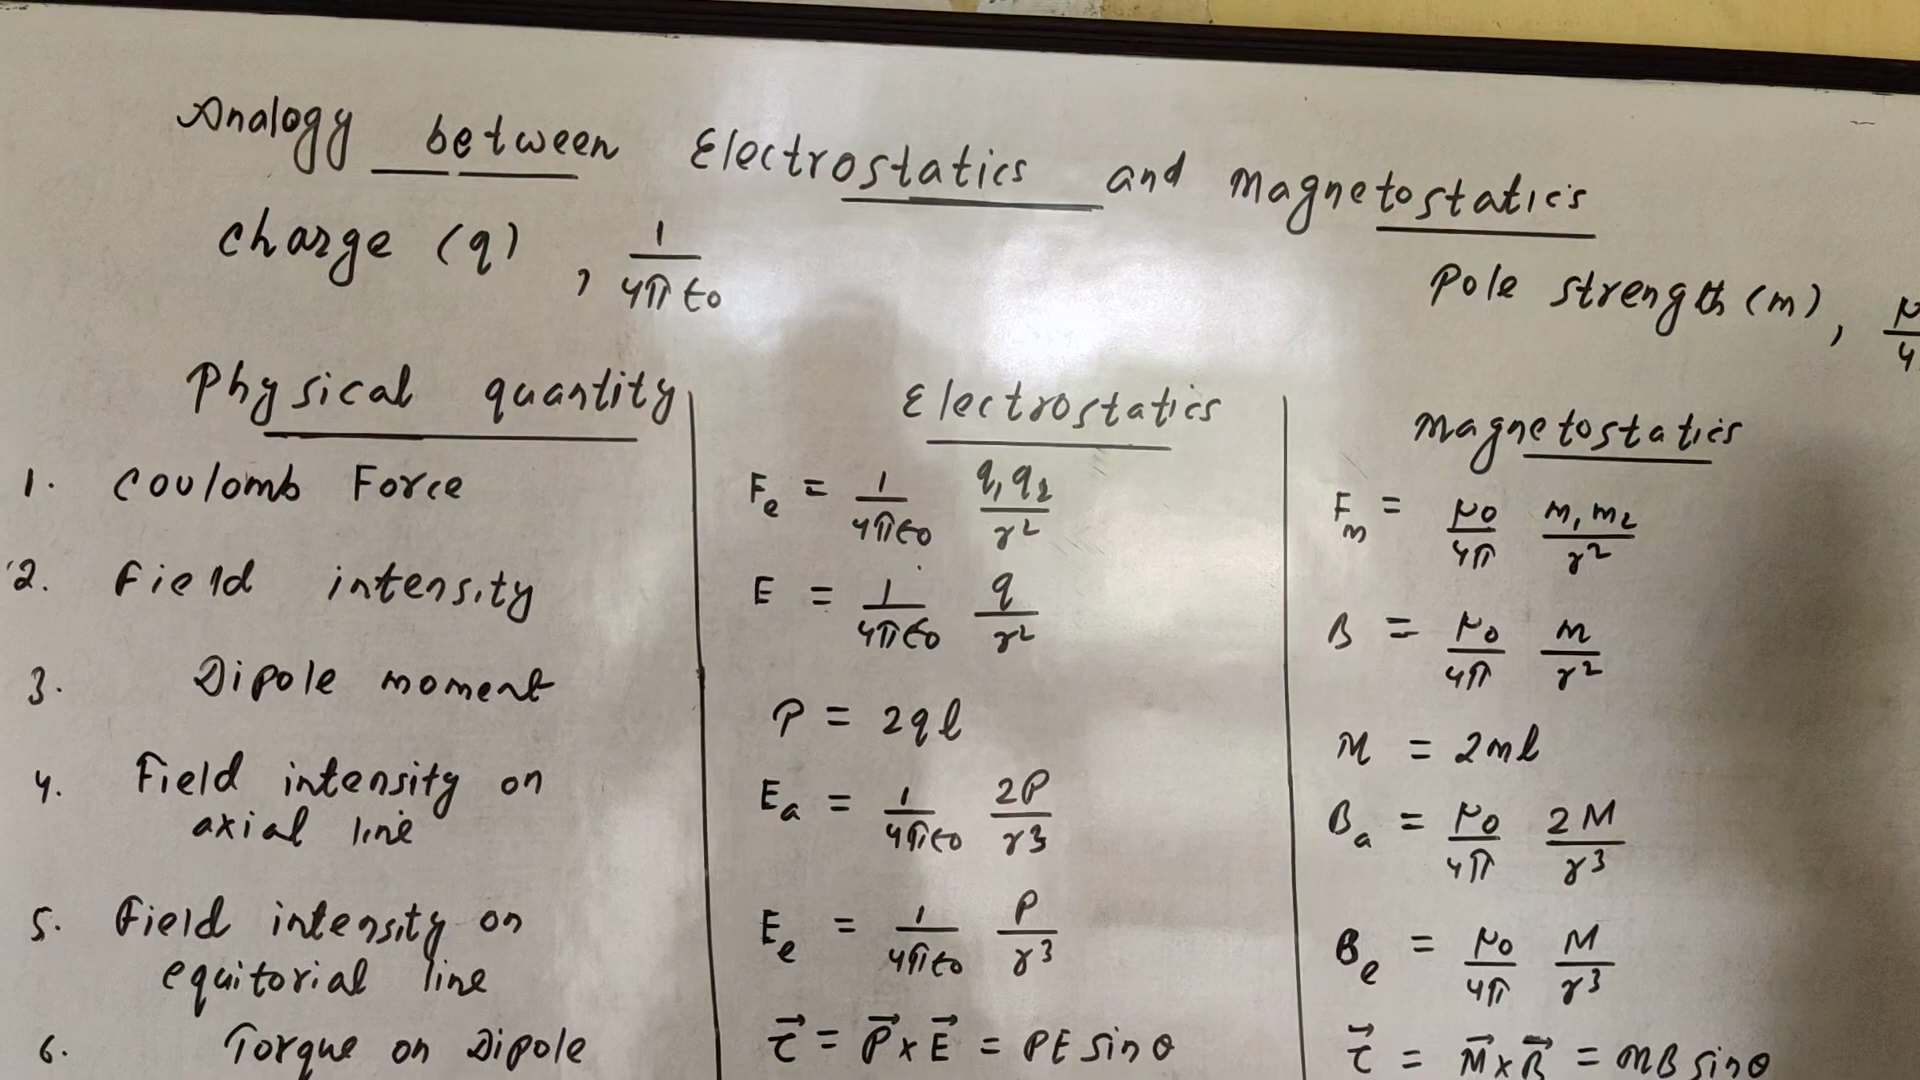 Analogy between Electrostatics and Magnetostatics
charge (q), 1/4πϵ0
Pole strength (m), μ/4
Physical quantity Electrostatics Magnetostatics
1. Coulomb Force Fe = 1/4πϵ0 q1q2/r² Fm = μ0/4π m1m2/r²
2. Field intensity E = 1/4πϵ0 q/r² B = μ0/4π m/r²
3. Dipole moment P = 2ql M = 2ml
4. Field intensity on Ea = 1/4πϵ0 2P/r³ Ba = μ0/4π 2M/r³
axial line
5. Field intensity on Ee = 1/4πϵ0 P/r³ Be = μ0/4π M/r³
equitorial line
6. Torque on Dipole τ⃗ = P⃗ x E⃗ = PE sinθ τ⃗ = M⃗ x B⃗ = MB sinθ